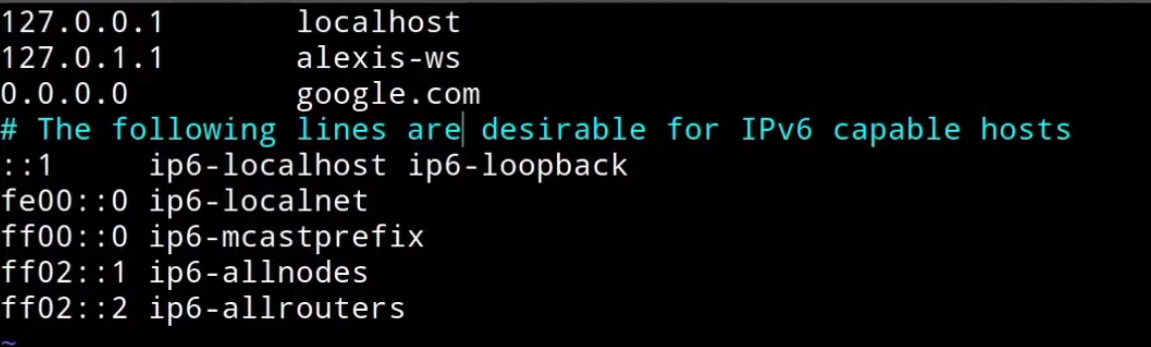 127.0.0.1       localhost
127.0.1.1       alexis-ws
0.0.0.0         google.com
# The following lines are desirable for IPv6 capable hosts
::1     ip6-localhost ip6-loopback
fe00::0 ip6-localnet
ff00::0 ip6-mcastprefix
ff02::1 ip6-allnodes
ff02::2 ip6-allrouters
~